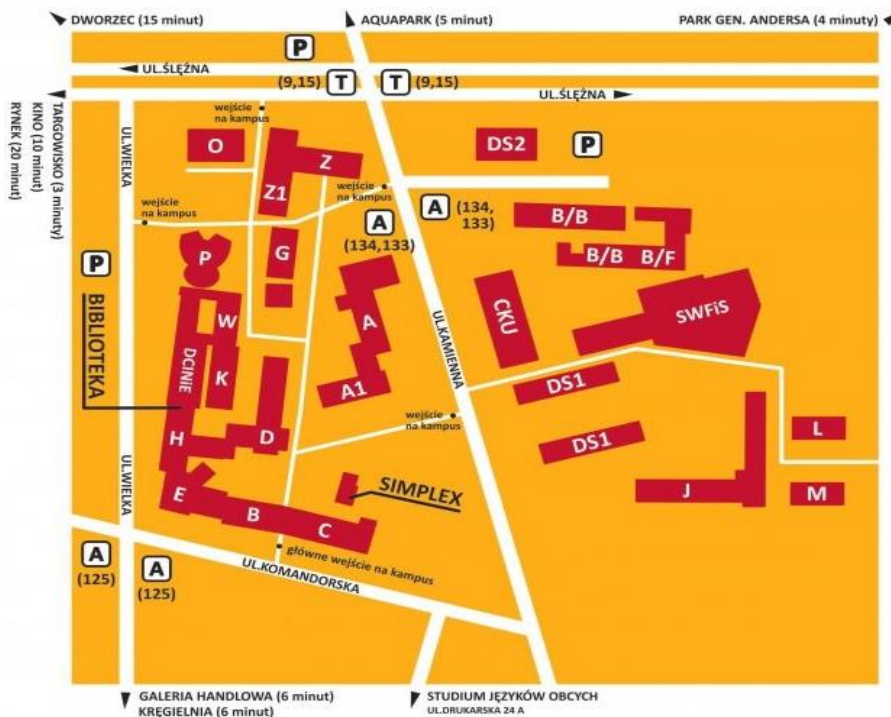 DWORZEC (15 minut)
AQUAPARK (5 minut)
PARK GEN. ANDERSA (4 minuty)
P
UL.ŚLĘŻNA
(9,15) T
T (9,15)
UL.ŚLĘŻNA
TARGOWISKO (3 minuty)
KINO (10 minut)
RYNEK (20 minut)
UL.WIELKA
wejście
na kampus
O
Z
Z1
DS2
P
wejście
na kampus
wejście
na kampus
A
(134,133)
A
(134,
133)
B/B
B/B
B/F
P
G
P
BIBLIOTEKA
W
DCINIE
K
A
A1
UL.KAMIENNA
CKU
SWFiS
DS1
wejście
na kampus
H
D
DS1
L
UL.WIELKA
E
SIMPLEX
J
M
B
C
główne wejście na kampus
UL.KOMANDORSKA
A
(125)
A
(125)
GALERIA HANDLOWA (6 minut)
KRĘGIELNIA (6 minut)
STUDIUM JĘZYKÓW OBCYCH
UL.DRUKARSKA 24 A